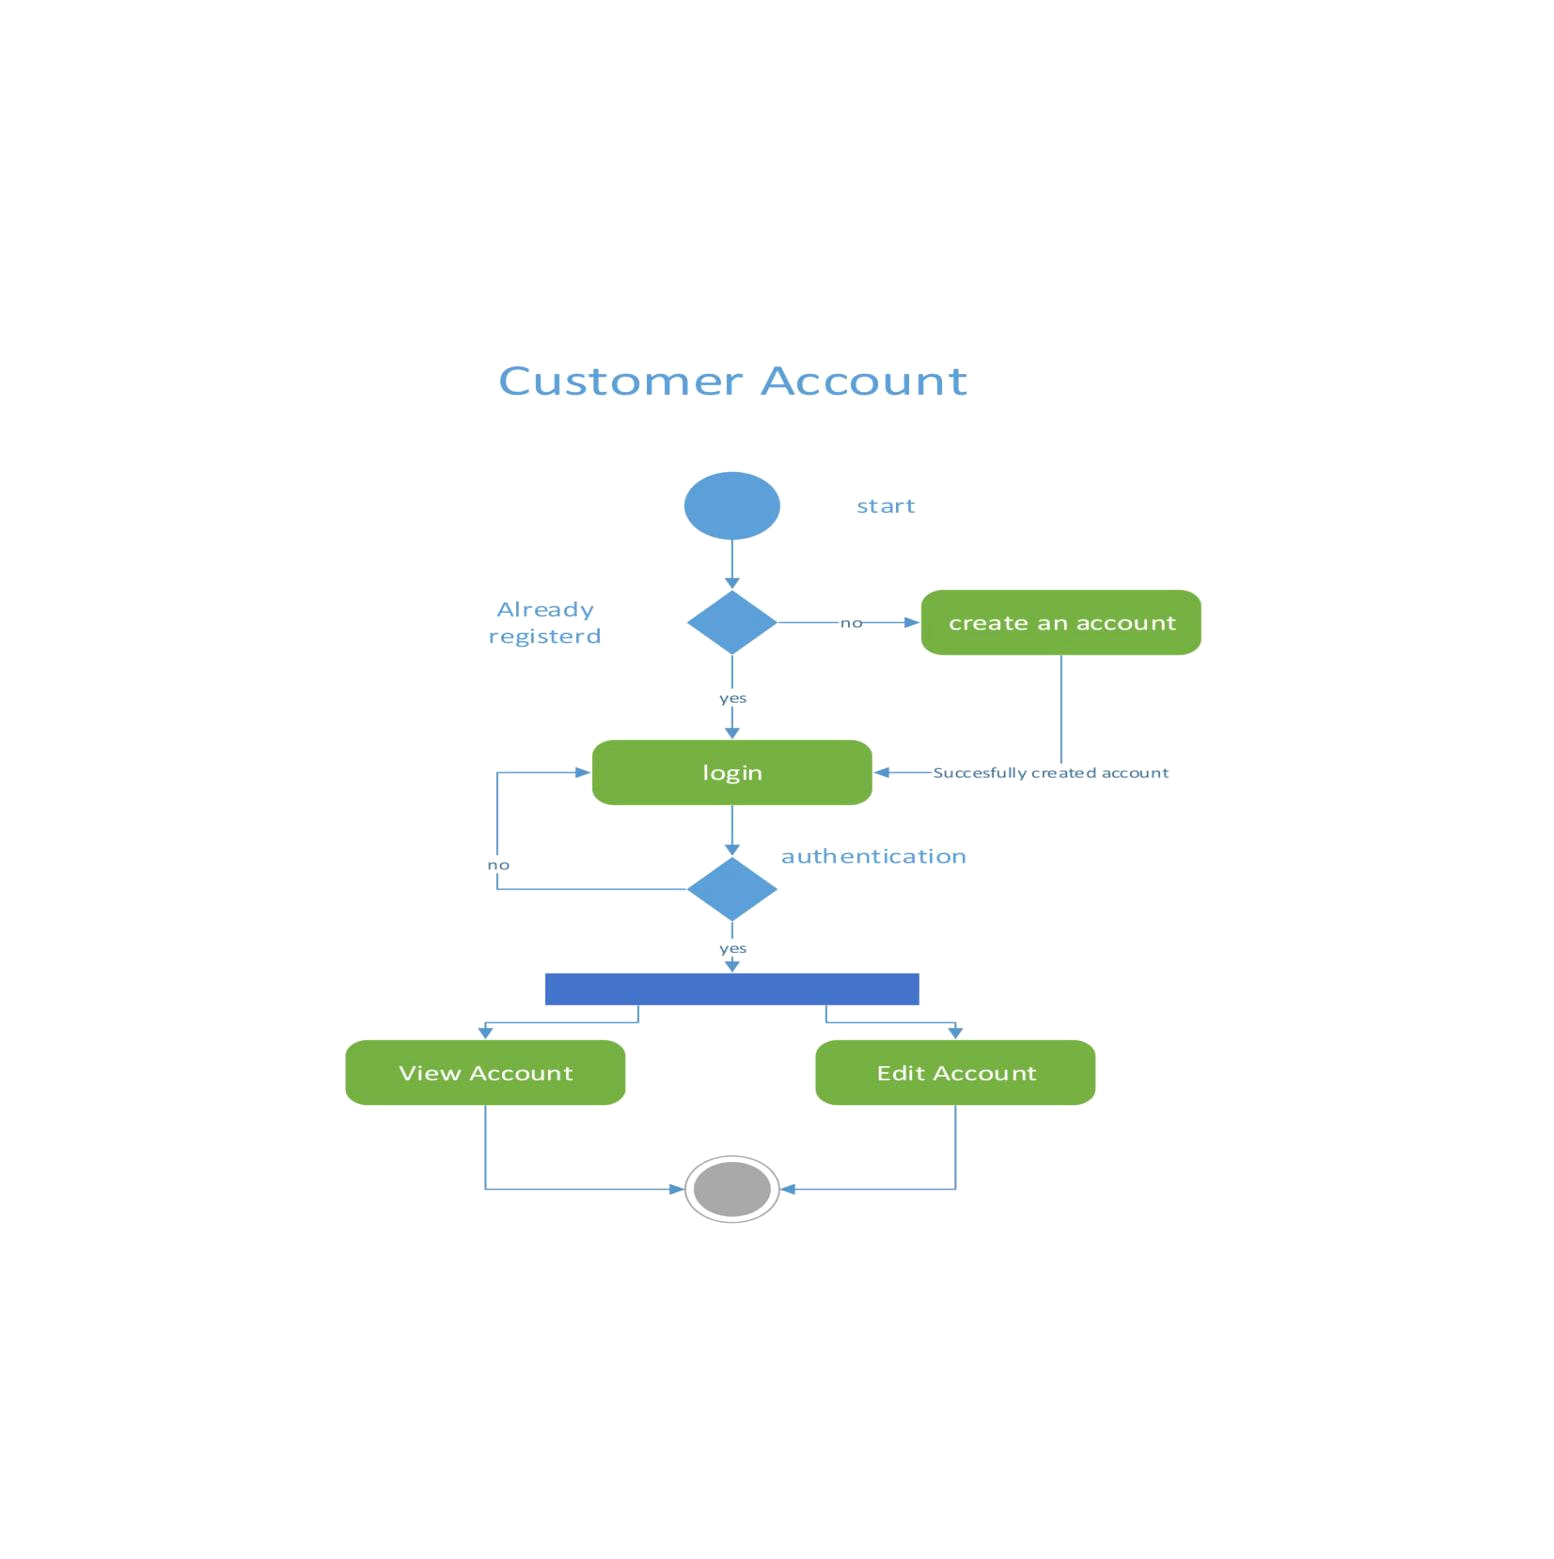 Customer Account
start
Already
registerd
no
create an account
yes
login
Succesfully created account
authentication
no
yes
View Account
Edit Account